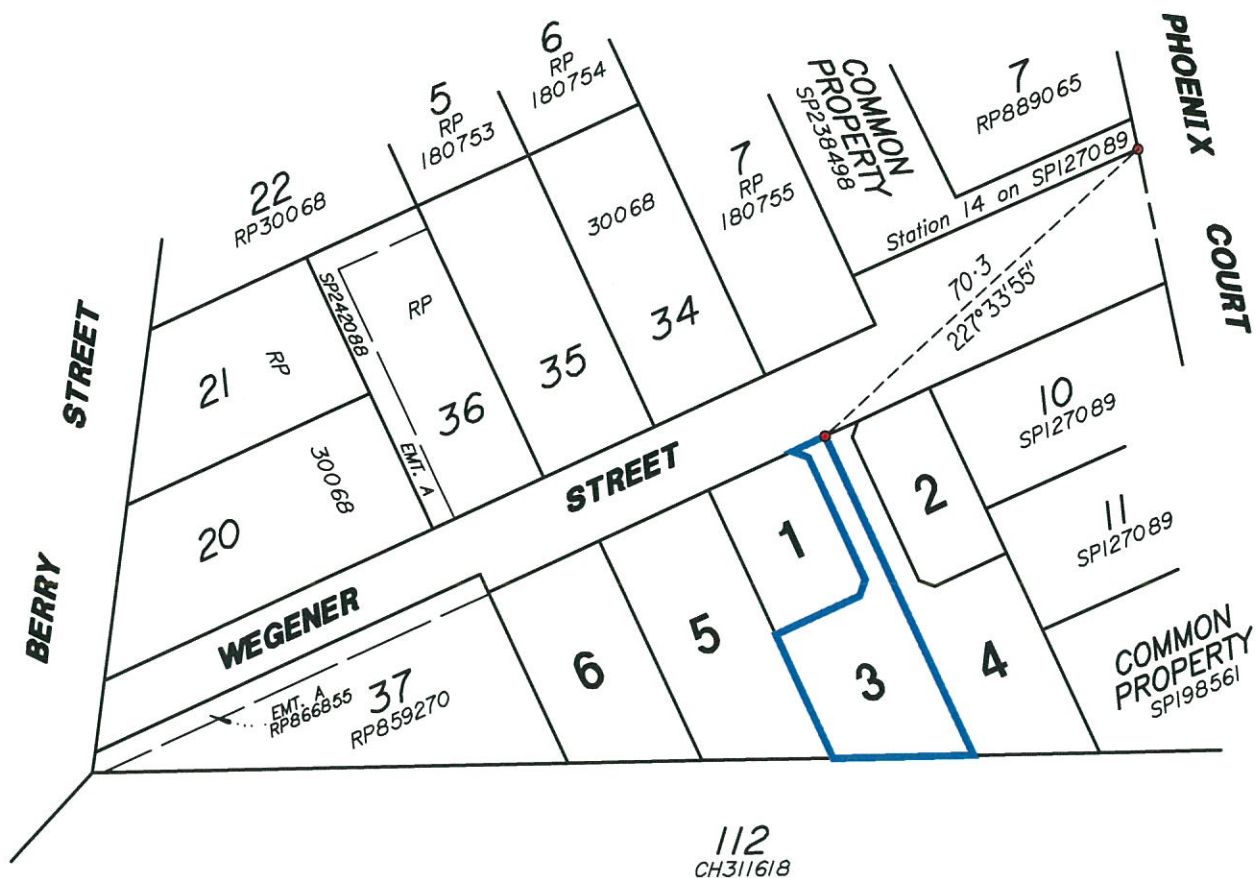 6
RP
180754
5
RP
180753
22
RP30068
7
RP
180755
COMMON
PROPERTY
SP238498
7
RP889065
PHOENIX
COURT
Station 14 on SP127089
70·3
227°33'55"
30068
34
35
RP
36
SP242088
EMT. A
21
RP
20
30068
BERRY
STREET
WEGENER
STREET
10
SP127089
11
SP127089
COMMON
PROPERTY
SP198561
1
2
3
4
5
6
EMT. A
RP866855
37
RP859270
112
CH311618